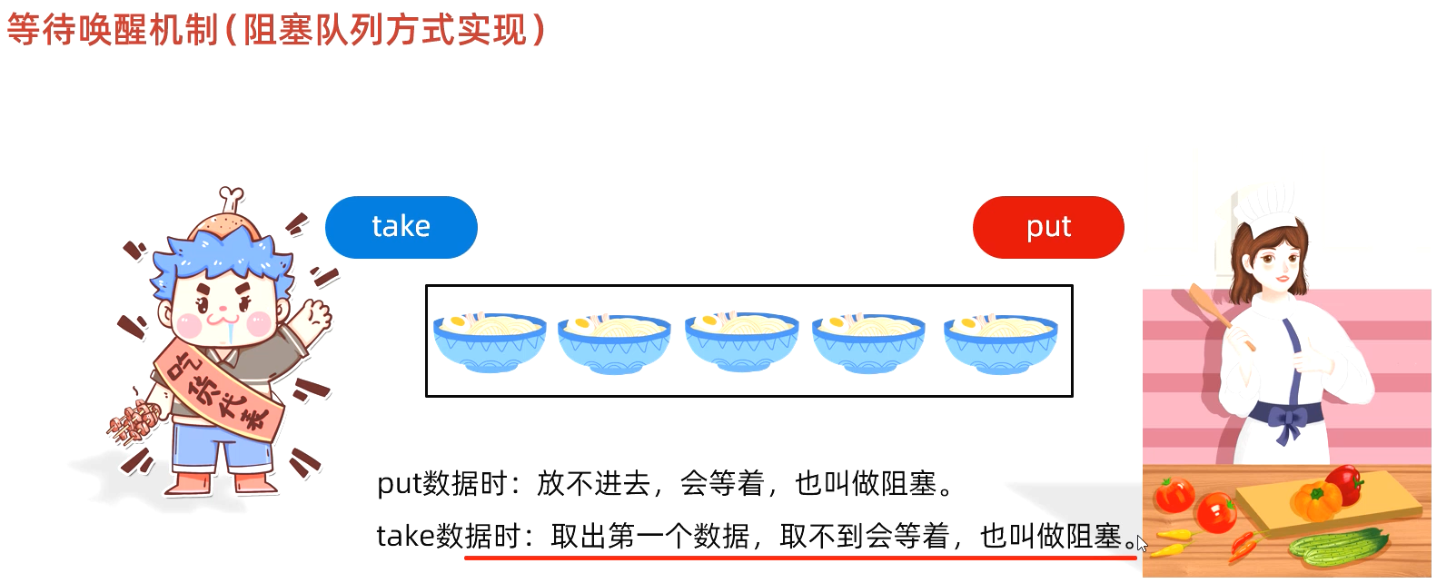 等待唤醒机制(阻塞队列方式实现)
take
put
吃货代表
put数据时：放不进去，会等着，也叫做阻塞。
take数据时：取出第一个数据，取不到会等着，也叫做阻塞。